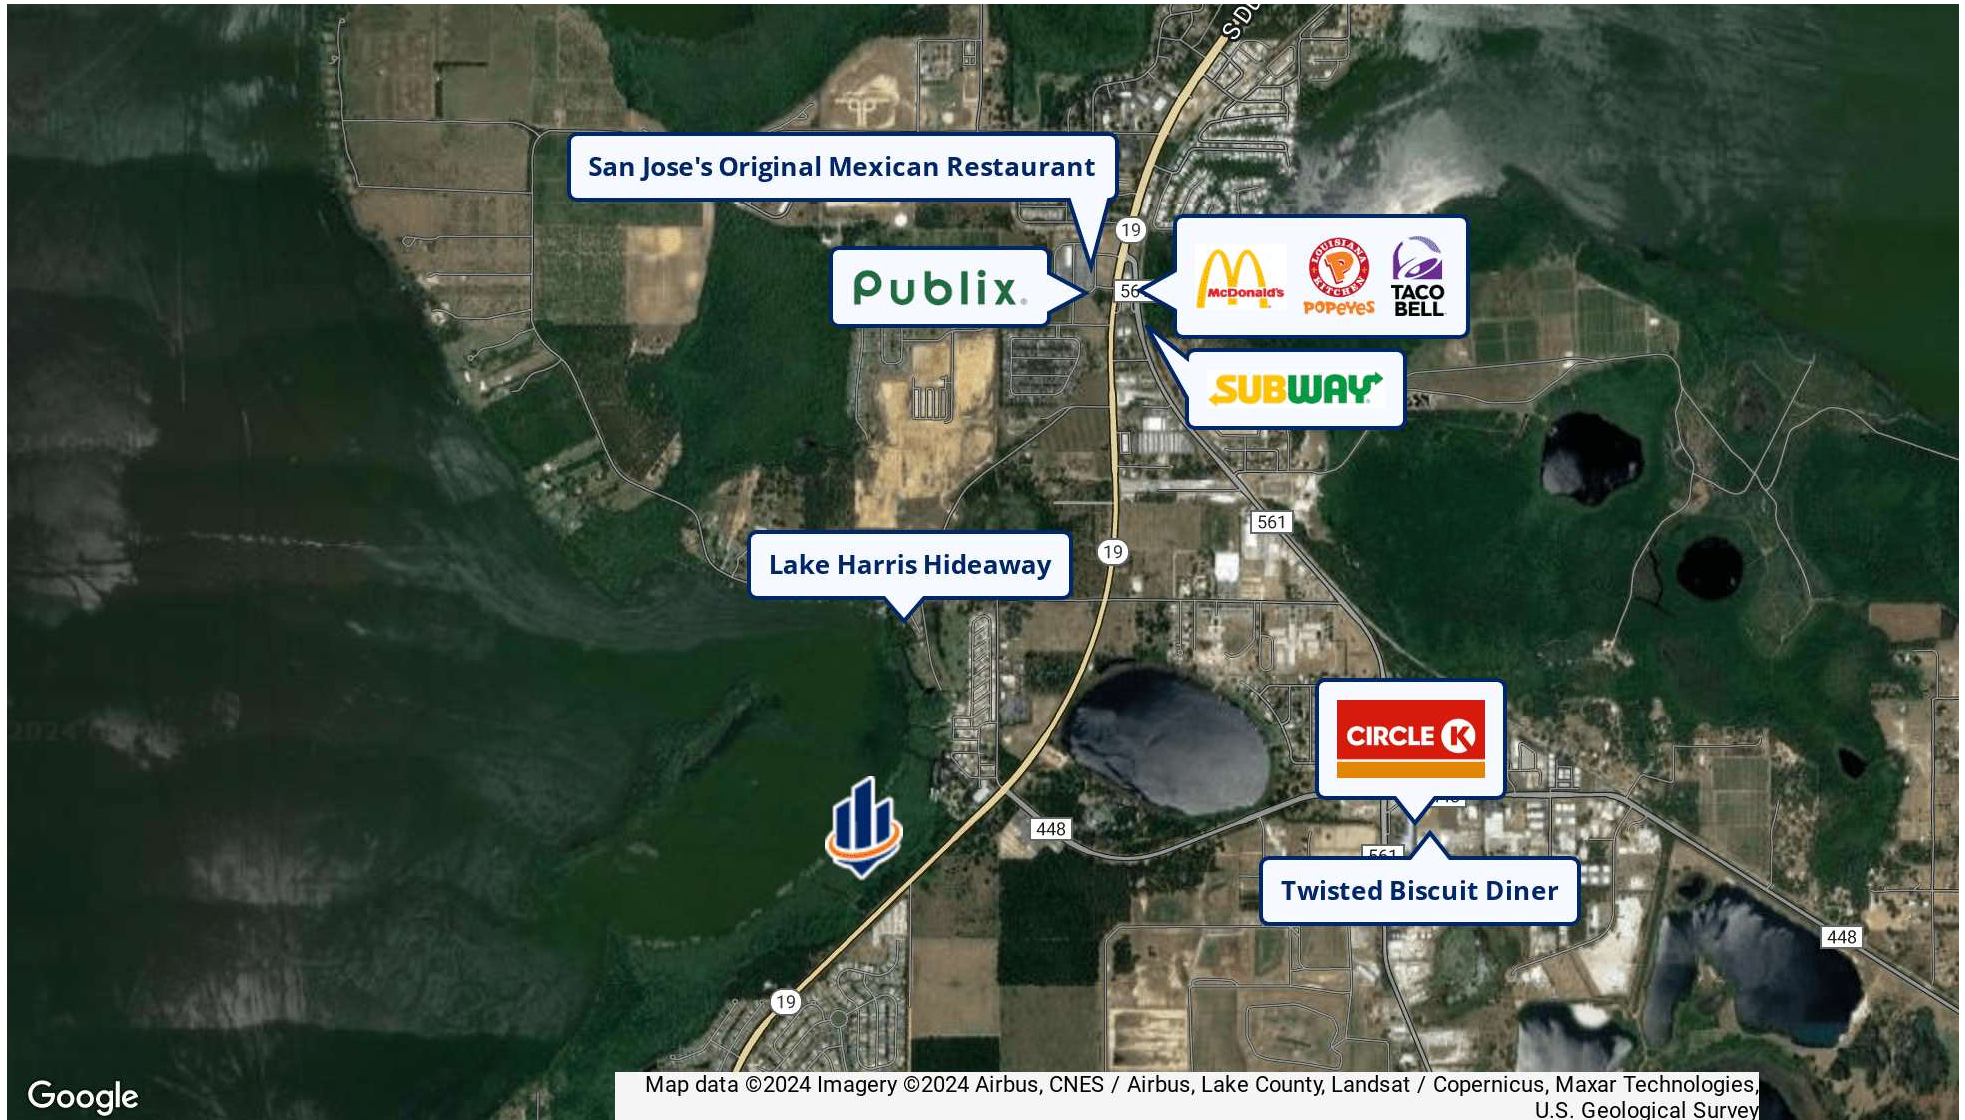 S Du
San Jose's Original Mexican Restaurant
19
Publix.
56
McDonald's
LOUISIANA
KITCHEN
POPEYES
TACO
BELL
SUBWAY
561
Lake Harris Hideaway
19
CIRCLE K
448
561
Twisted Biscuit Diner
448
19
Google
Map data ©2024 Imagery ©2024 Airbus, CNES / Airbus, Lake County, Landsat / Copernicus, Maxar Technologies,
U.S. Geological Survey